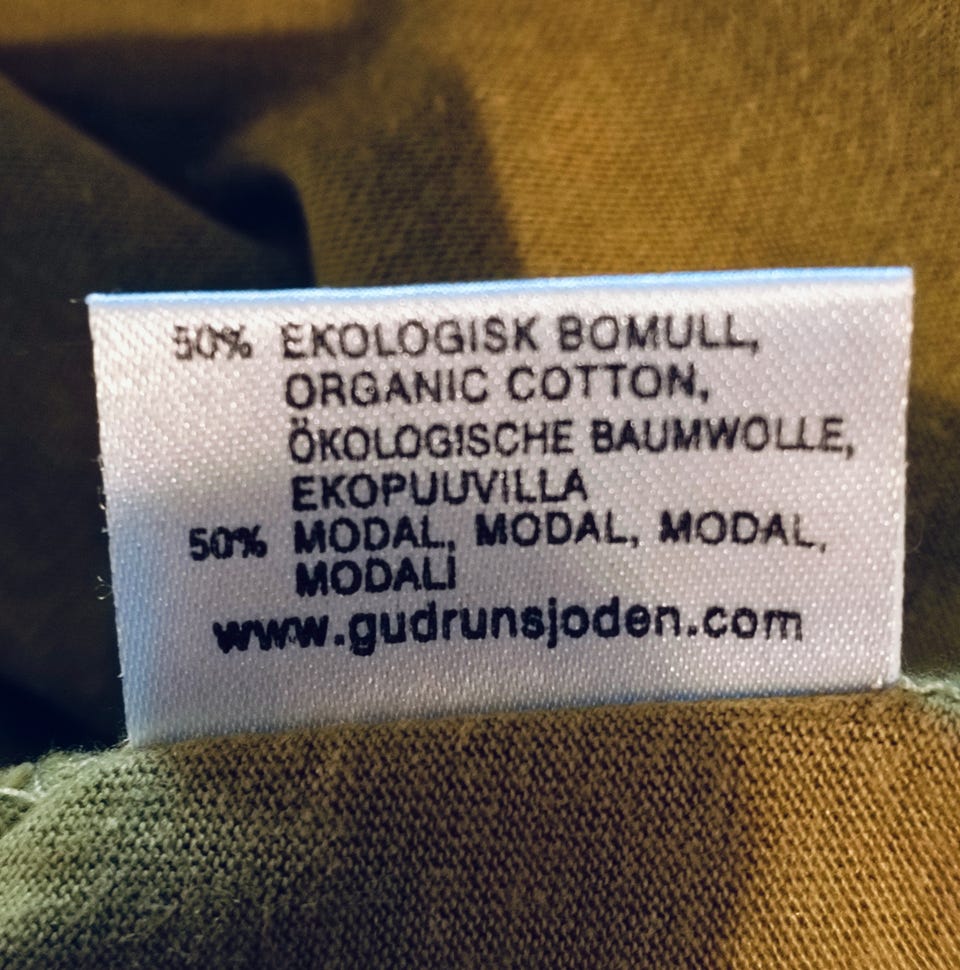 50% EKOLOGISK BOMULL,
ORGANIC COTTON,
ÖKOLOGISCHE BAUMWOLLE,
EKOPUUVILLA
50% MODAL, MODAL, MODAL,
MODALI
www.gudrunsjoden.com